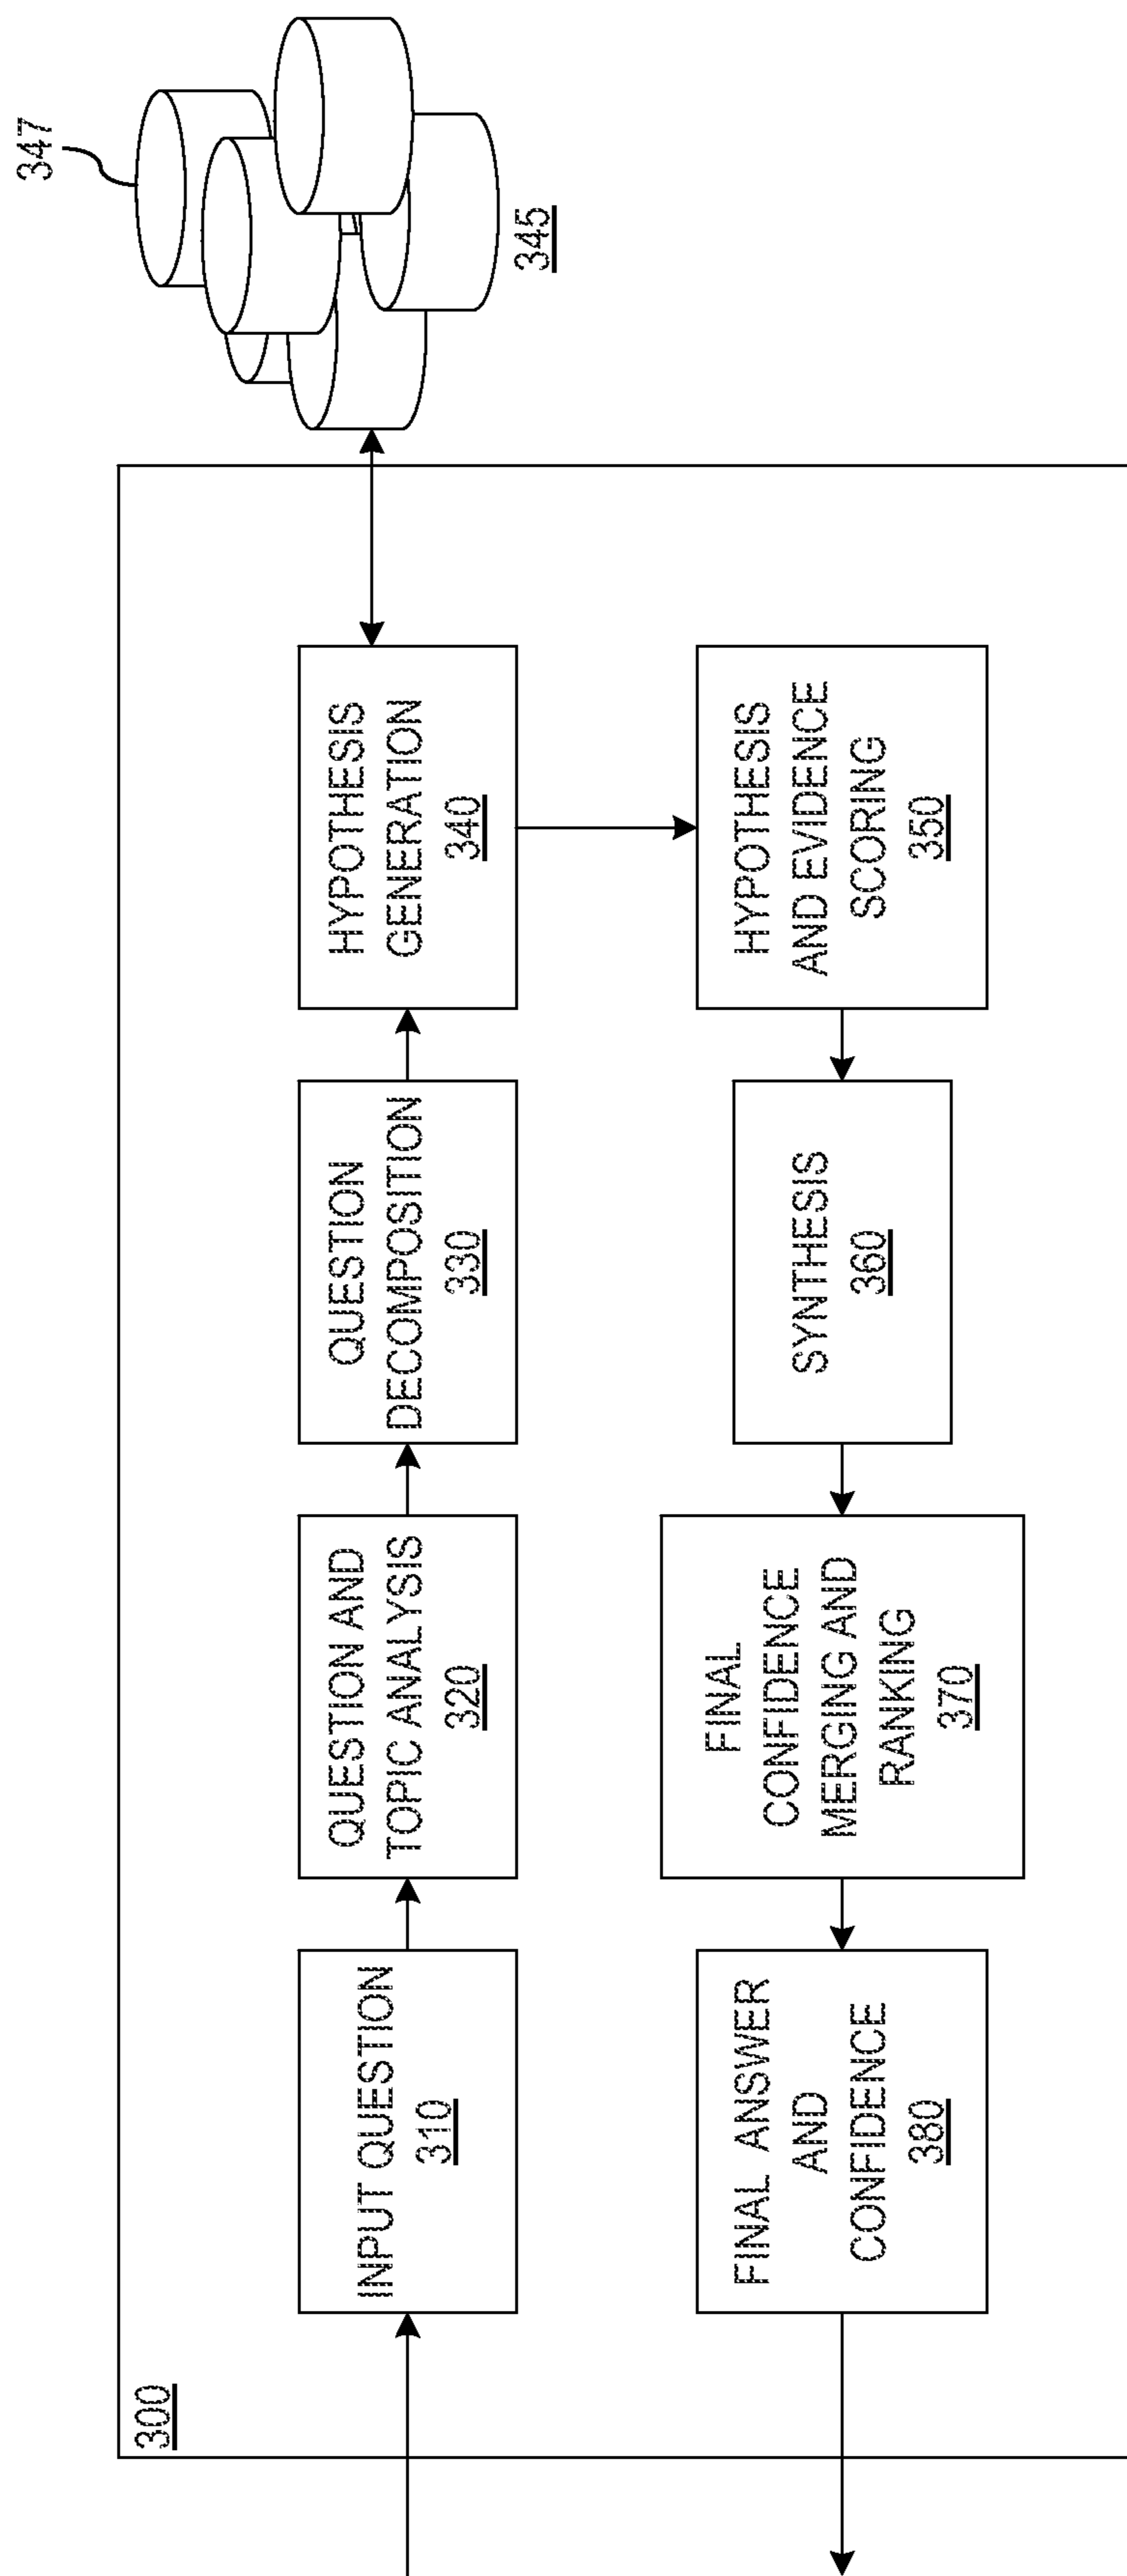 300
INPUT QUESTION
310
QUESTION AND
TOPIC ANALYSIS
320
QUESTION
DECOMPOSITION
330
HYPOTHESIS
GENERATION
340
347
345
HYPOTHESIS
AND EVIDENCE
SCORING
350
SYNTHESIS
360
FINAL
CONFIDENCE
MERGING AND
RANKING
370
FINAL ANSWER
AND
CONFIDENCE
380